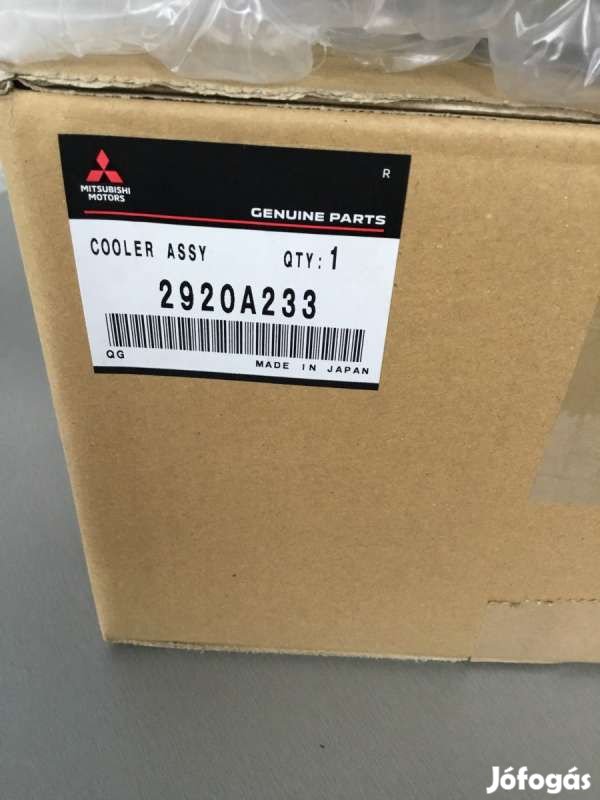 R
MITSUBISHI
MOTORS
GENUINE PARTS
COOLER ASSY QTY: 1
2920A233
QG MADE IN JAPAN
Jófogás